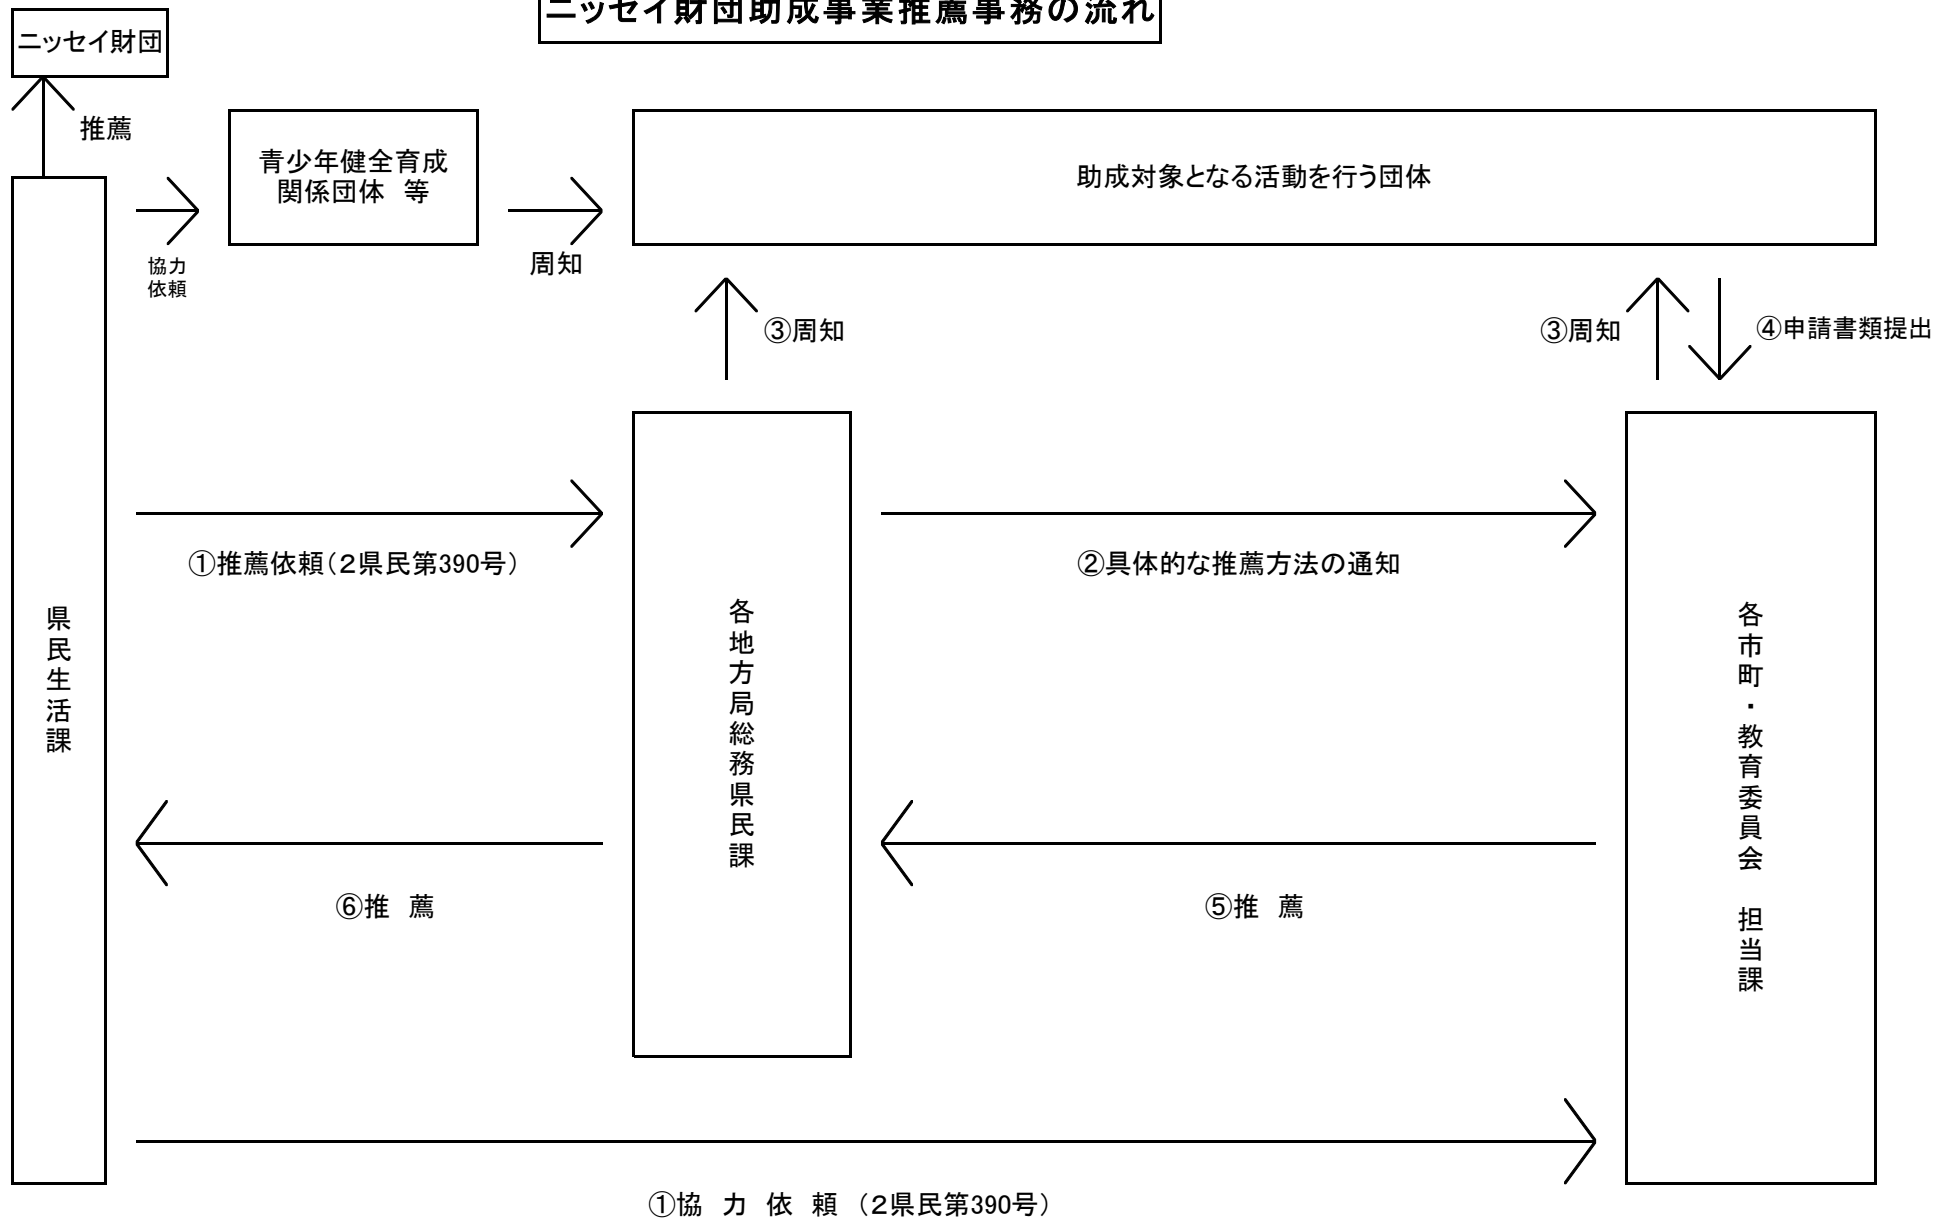 ニッセイ財団助成事業推薦事務の流れ
ニッセイ財団
推薦
青少年健全育成
関係団体　等
助成対象となる活動を行う団体
協力
依頼
周知
③周知
③周知
④申請書類提出
①推薦依頼（２県民第390号）
②具体的な推薦方法の通知
県民生活課
各地方局総務県民課
各市町・教育委員会　担当課
⑥推　薦
⑤推　薦
①協　力　依　頼　（２県民第390号）